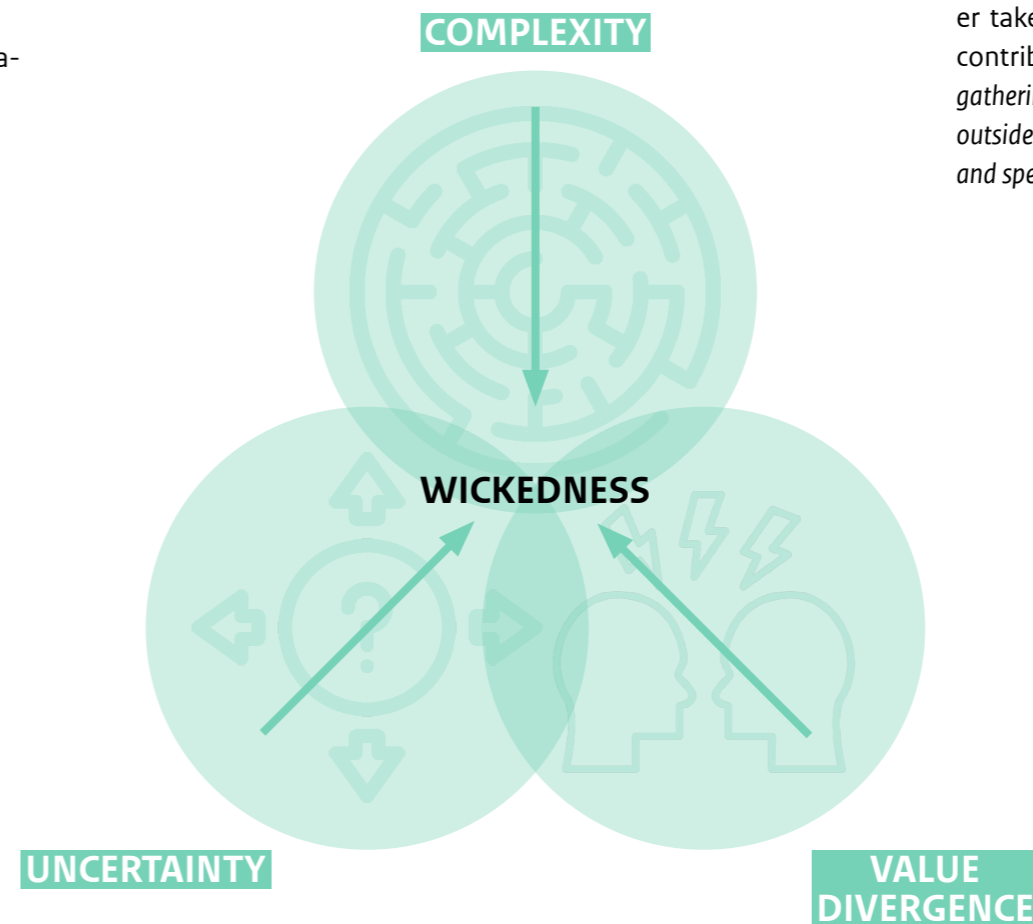 COMPLEXITY
a-
er take
contrib
gatheri
outside
and spe
WICKEDNESS
?
UNCERTAINTY
VALUE
DIVERGENCE